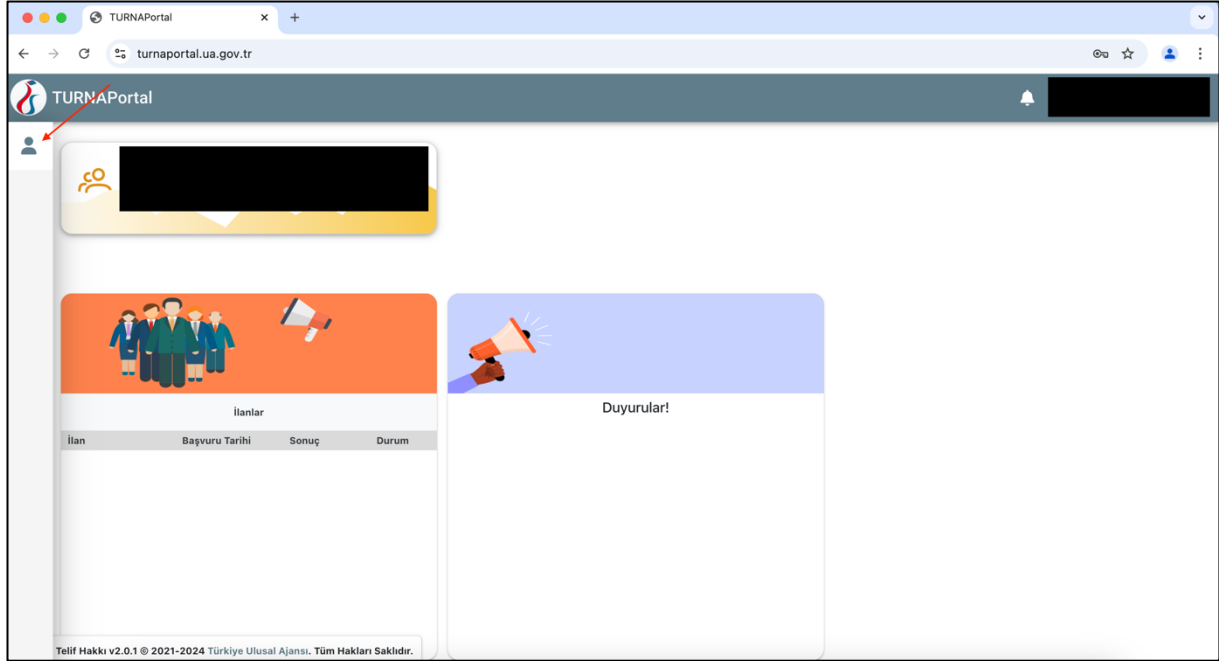 TURNAPortal
turnaportal.ua.gov.tr
TURNAPortal
İlanlar
İlan Başvuru Tarihi Sonuç Durum
Duyurular!
Telif Hakkı v2.0.1 © 2021-2024 Türkiye Ulusal Ajansı. Tüm Hakları Saklıdır.